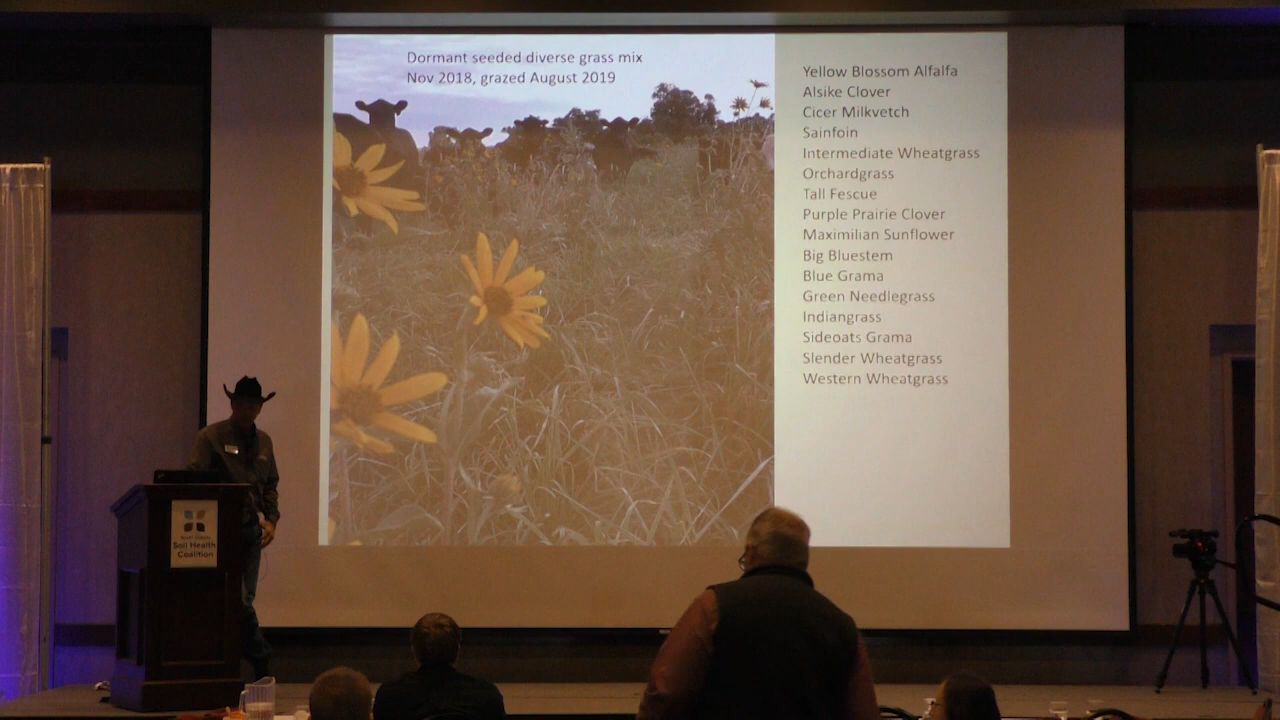 Dormant seeded diverse grass mix
Nov 2018, grazed August 2019
Yellow Blossom Alfalfa
Alsike Clover
Cicer Milkvetch
Sainfoin
Intermediate Wheatgrass
Orchardgrass
Tall Fescue
Purple Prairie Clover
Maximilian Sunflower
Big Bluestem
Blue Grama
Green Needlegrass
Indiangrass
Sideoats Grama
Slender Wheatgrass
Western Wheatgrass
Soil Health
Coalition